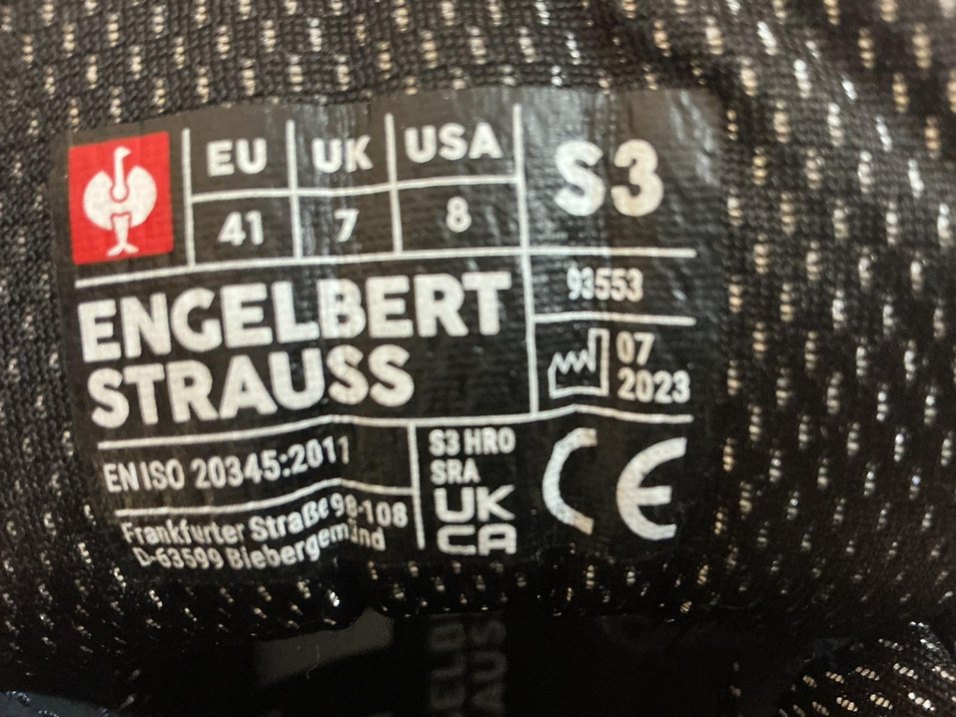 EU UK USA
41 7 8
S3
ENGELBERT
STRAUSS
93553
07
2023
EN ISO 20345:2011
Frankfurter Straße 98-108
D-63599 Biebergemünd
S3 HRO
SRA
UK
CA
CE